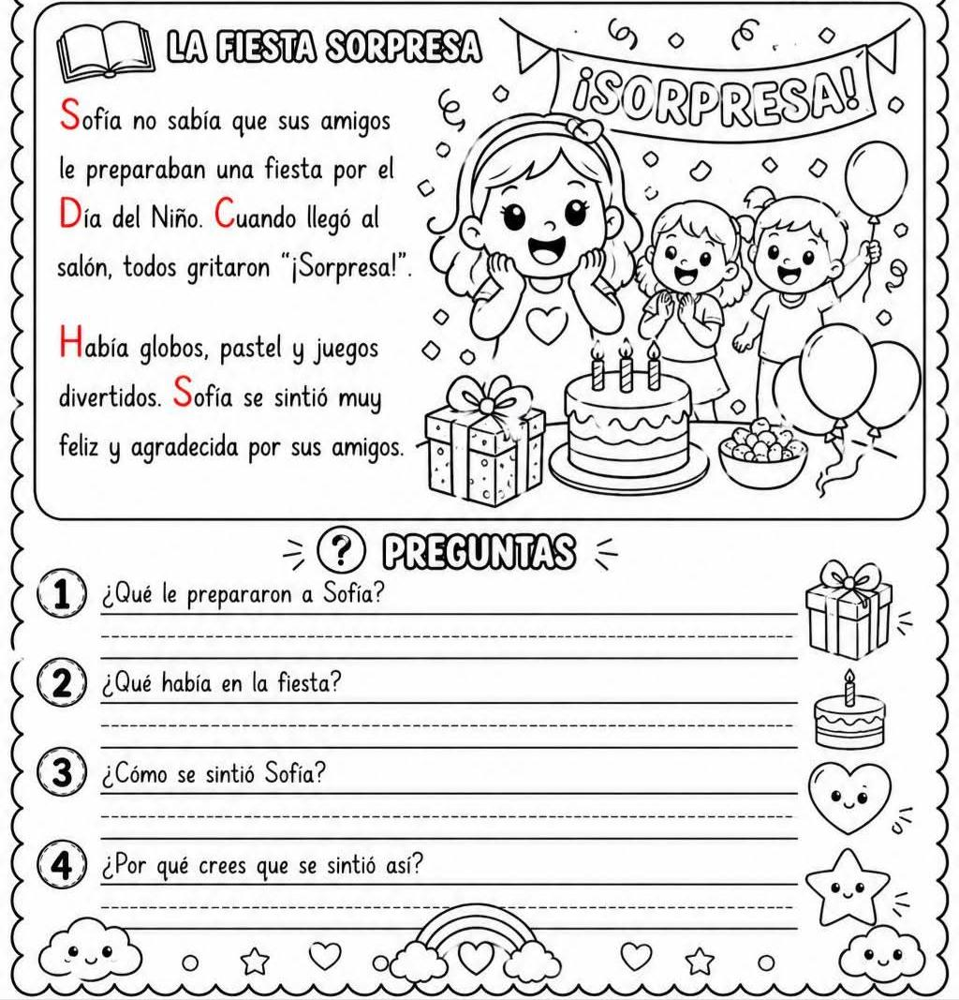 LA FIESTA SORPRESA
¡SORPRESA!
Sofía no sabía que sus amigos
le preparaban una fiesta por el
Día del Niño. Cuando llegó al
salón, todos gritaron “¡Sorpresa!”.
Había globos, pastel y juegos
divertidos. Sofía se sintió muy
feliz y agradecida por sus amigos.
? PREGUNTAS
1 ¿Qué le prepararon a Sofía?
2 ¿Qué había en la fiesta?
3 ¿Cómo se sintió Sofía?
4 ¿Por qué crees que se sintió así?